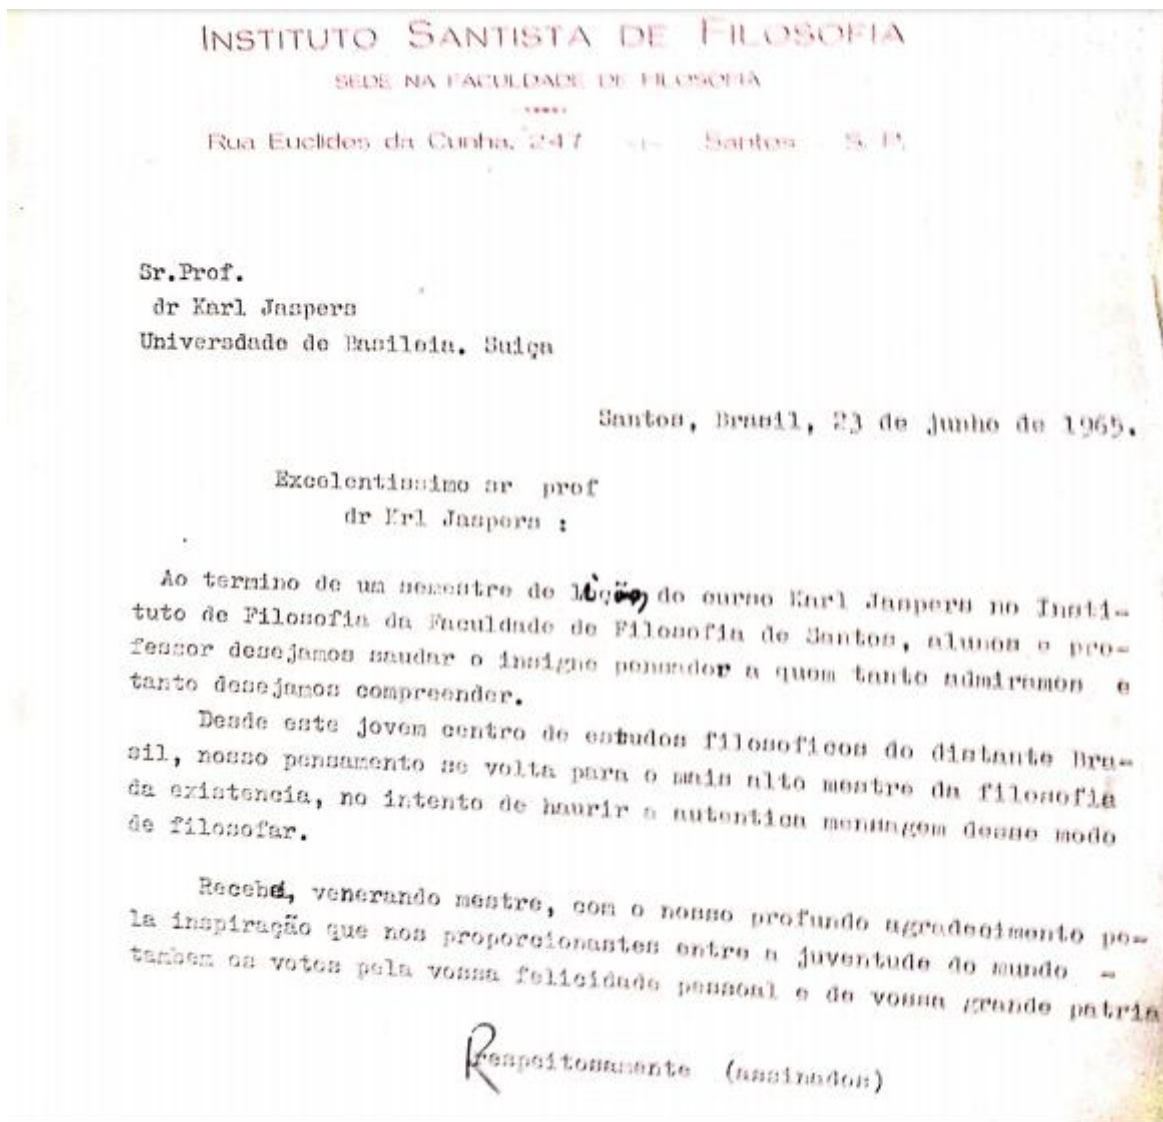 INSTITUTO SANTISTA DE FILOSOFIA
SEDE NA FACULDADE DE FILOSOFIA
Rua Euclides da Cunha, 247 -:- Santos S. P.
Sr.Prof.
dr Karl Jaspers
Universdade de Basileia. Suiça
Santos, Brasil, 23 de junho de 1965.
Excelentissimo sr prof
dr Krl Jaspers :
Ao termino de um semestre de do curso Karl Jaspers no Insti-
tuto de Filosofia da Faculdade de Filosofia de Santos, alunos e pro-
fessor desejamos saudar o insigne pensador a quem tanto admiramos e
tanto desejamos compreender.
Desde este jovem centro de estudos filosoficos do distante Bra-
sil, nosso pensamento se volta para o mais alto mestre da filosofia
da existencia, no intento de haurir a autentica mensagem desse modo
de filosofar.
Recebei, venerando mestre, com o nosso profundo agradecimento pe-
la inspiração que nos proporcionastes entre a juventude do mundo -
tambem os votos pela vossa felicidade pessoal e de vossa grande patria
Respeitosamente (assinados)